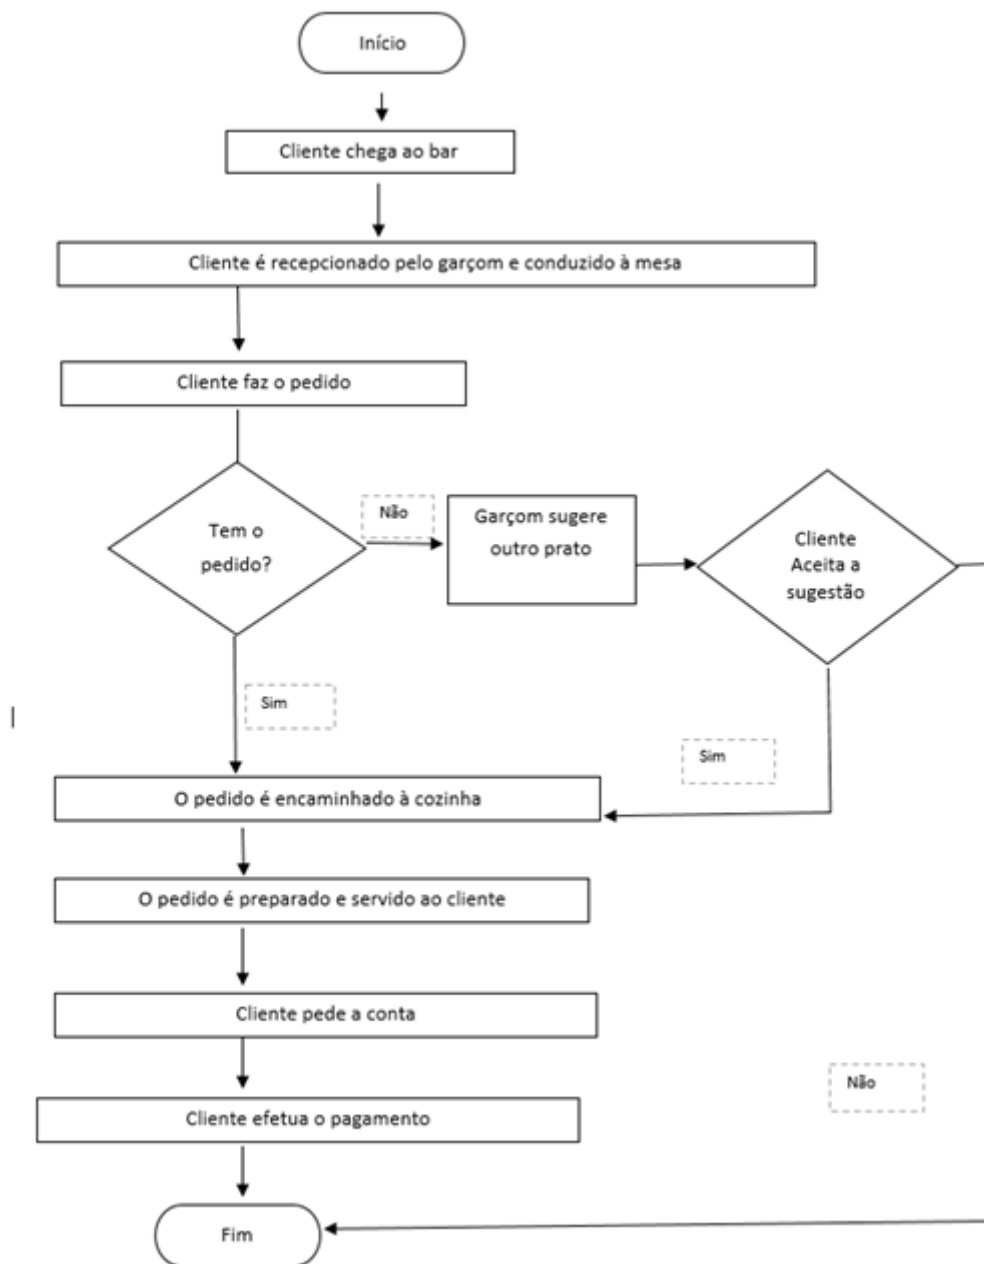 Início
Cliente chega ao bar
Cliente é recepcionado pelo garçom e conduzido à mesa
Cliente faz o pedido
Tem o
pedido?
Não
Garçom sugere
outro prato
Cliente
Aceita a
sugestão
Sim
Sim
O pedido é encaminhado à cozinha
O pedido é preparado e servido ao cliente
Cliente pede a conta
Não
Cliente efetua o pagamento
Fim